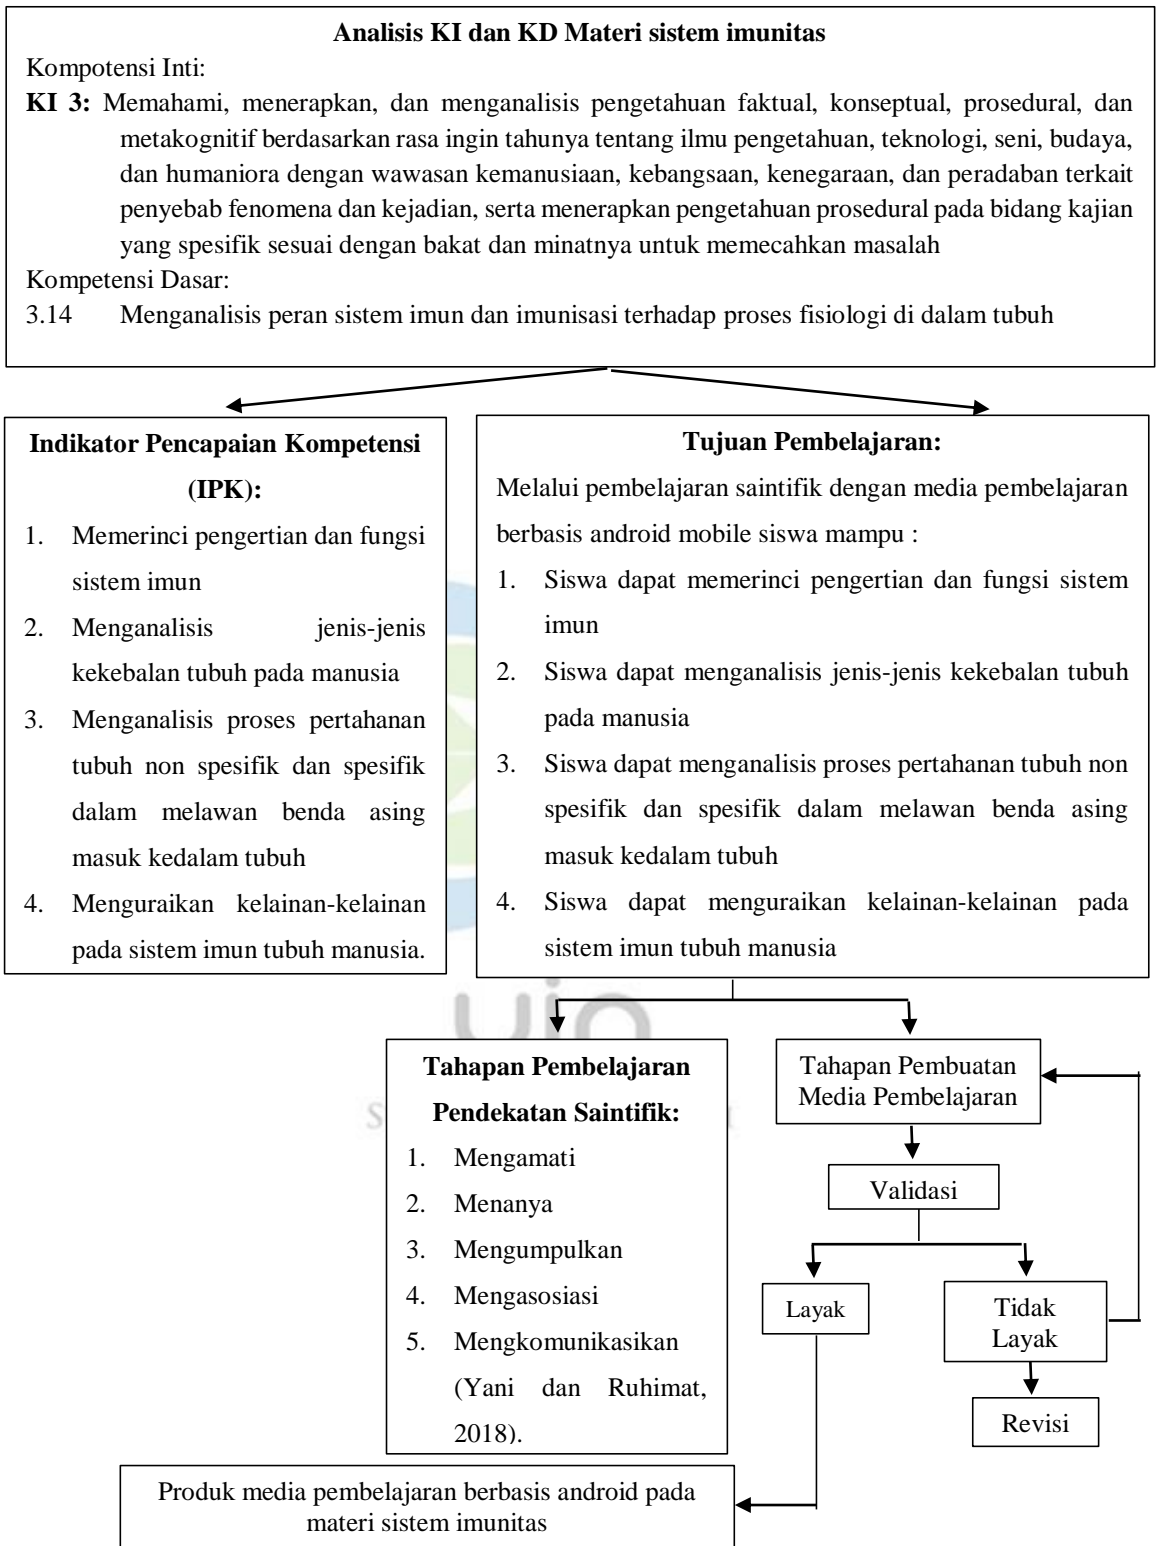 Analisis KI dan KD Materi sistem imunitas
Kompotensi Inti:
KI 3: Memahami, menerapkan, dan menganalisis pengetahuan faktual, konseptual, prosedural, dan
metakognitif berdasarkan rasa ingin tahunya tentang ilmu pengetahuan, teknologi, seni, budaya,
dan humaniora dengan wawasan kemanusiaan, kebangsaan, kenegaraan, dan peradaban terkait
penyebab fenomena dan kejadian, serta menerapkan pengetahuan prosedural pada bidang kajian
yang spesifik sesuai dengan bakat dan minatnya untuk memecahkan masalah
Kompetensi Dasar:
3.14 Menganalisis peran sistem imun dan imunisasi terhadap proses fisiologi di dalam tubuh
Indikator Pencapaian Kompetensi
(IPK):
1. Memerinci pengertian dan fungsi
sistem imun
2. Menganalisis jenis-jenis
kekebalan tubuh pada manusia
3. Menganalisis proses pertahanan
tubuh non spesifik dan spesifik
dalam melawan benda asing
masuk kedalam tubuh
4. Menguraikan kelainan-kelainan
pada sistem imun tubuh manusia.
Tujuan Pembelajaran:
Melalui pembelajaran saintifik dengan media pembelajaran
berbasis android mobile siswa mampu :
1. Siswa dapat memerinci pengertian dan fungsi sistem
imun
2. Siswa dapat menganalisis jenis-jenis kekebalan tubuh
pada manusia
3. Siswa dapat menganalisis proses pertahanan tubuh non
spesifik dan spesifik dalam melawan benda asing
masuk kedalam tubuh
4. Siswa dapat menguraikan kelainan-kelainan pada
sistem imun tubuh manusia
uin
Tahapan Pembelajaran
Pendekatan Saintifik:
1. Mengamati
2. Menanya
3. Mengumpulkan
4. Mengasosiasi
5. Mengkomunikasikan
(Yani dan Ruhimat,
2018).
Tahapan Pembuatan
Media Pembelajaran
Validasi
Layak
Tidak
Layak
Revisi
Produk media pembelajaran berbasis android pada
materi sistem imunitas